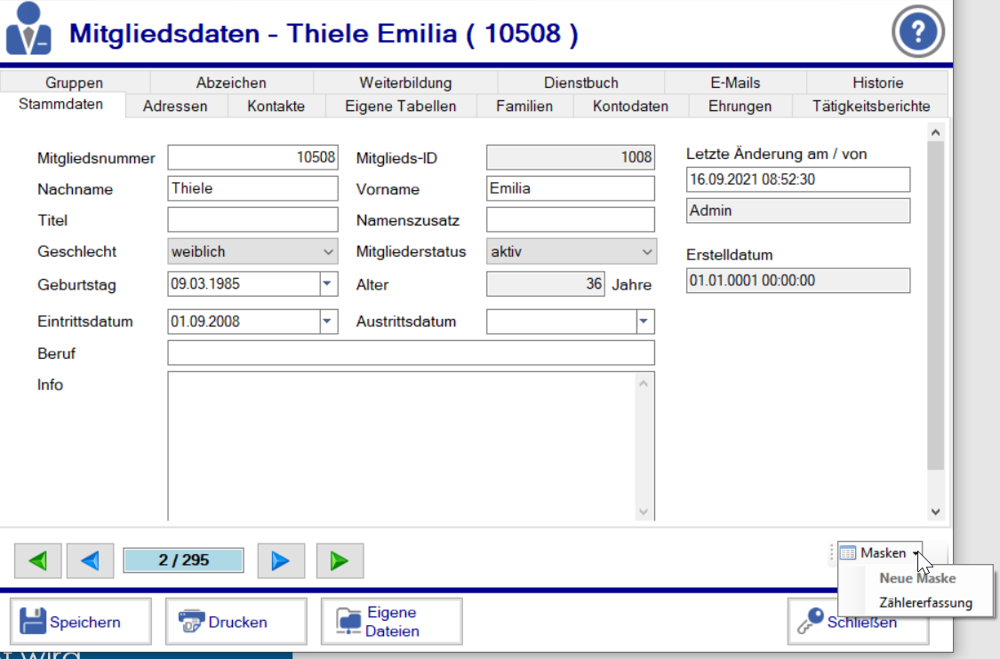 Mitgliedsdaten - Thiele Emilia ( 10508 )
?
Gruppen Abzeichen Weiterbildung Dienstbuch E-Mails Historie
Stammdaten Adressen Kontakte Eigene Tabellen Familien Kontodaten Ehrungen Tätigkeitsberichte
Letzte Änderung am / von
Mitgliedsnummer 10508 Mitglieds-ID 1008
16.09.2021 08:52:30
Nachname Thiele Vorname Emilia
Admin
Titel Namenszusatz
Geschlecht weiblich Mitgliederstatus aktiv
Erstelldatum
Geburtstag 09.03.1985 Alter 36 Jahre
01.01.0001 00:00:00
Eintrittsdatum 01.09.2008 Austrittsdatum
Beruf
Info
2 / 295
Masken
Neue Maske
Zählererfassung
Speichern
Drucken
Eigene
Dateien
Schließen
wird